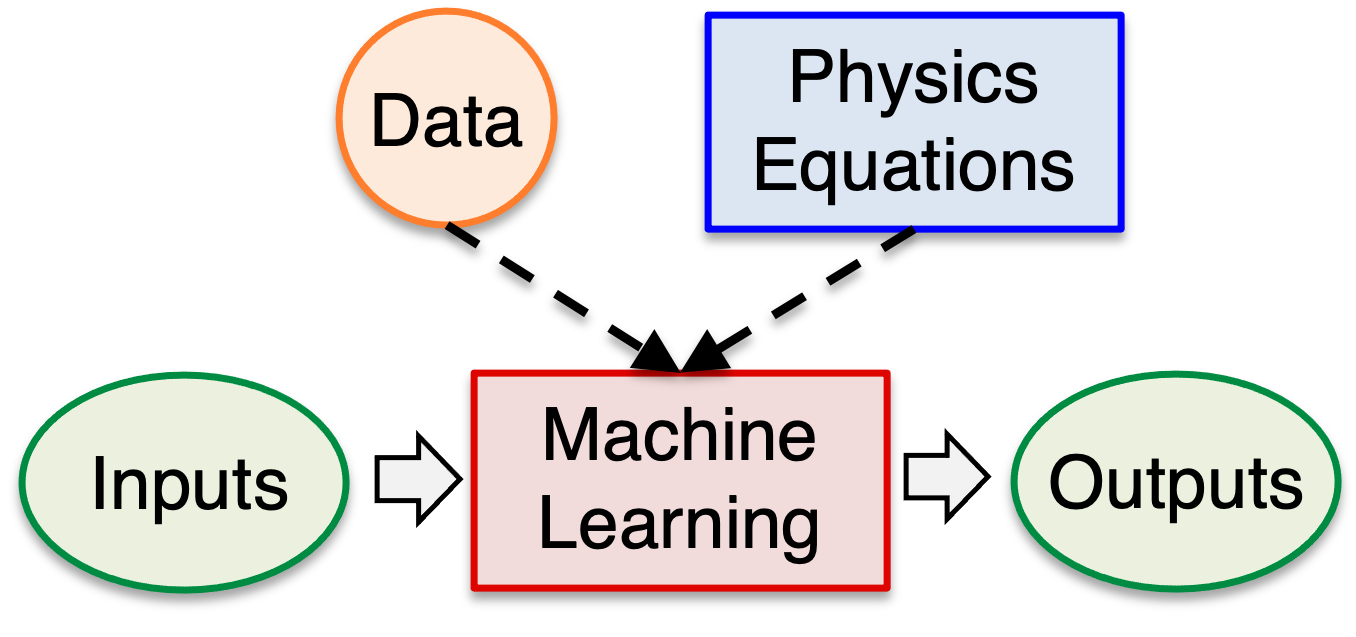 Data
Physics
Equations
Inputs
Machine
Learning
Outputs